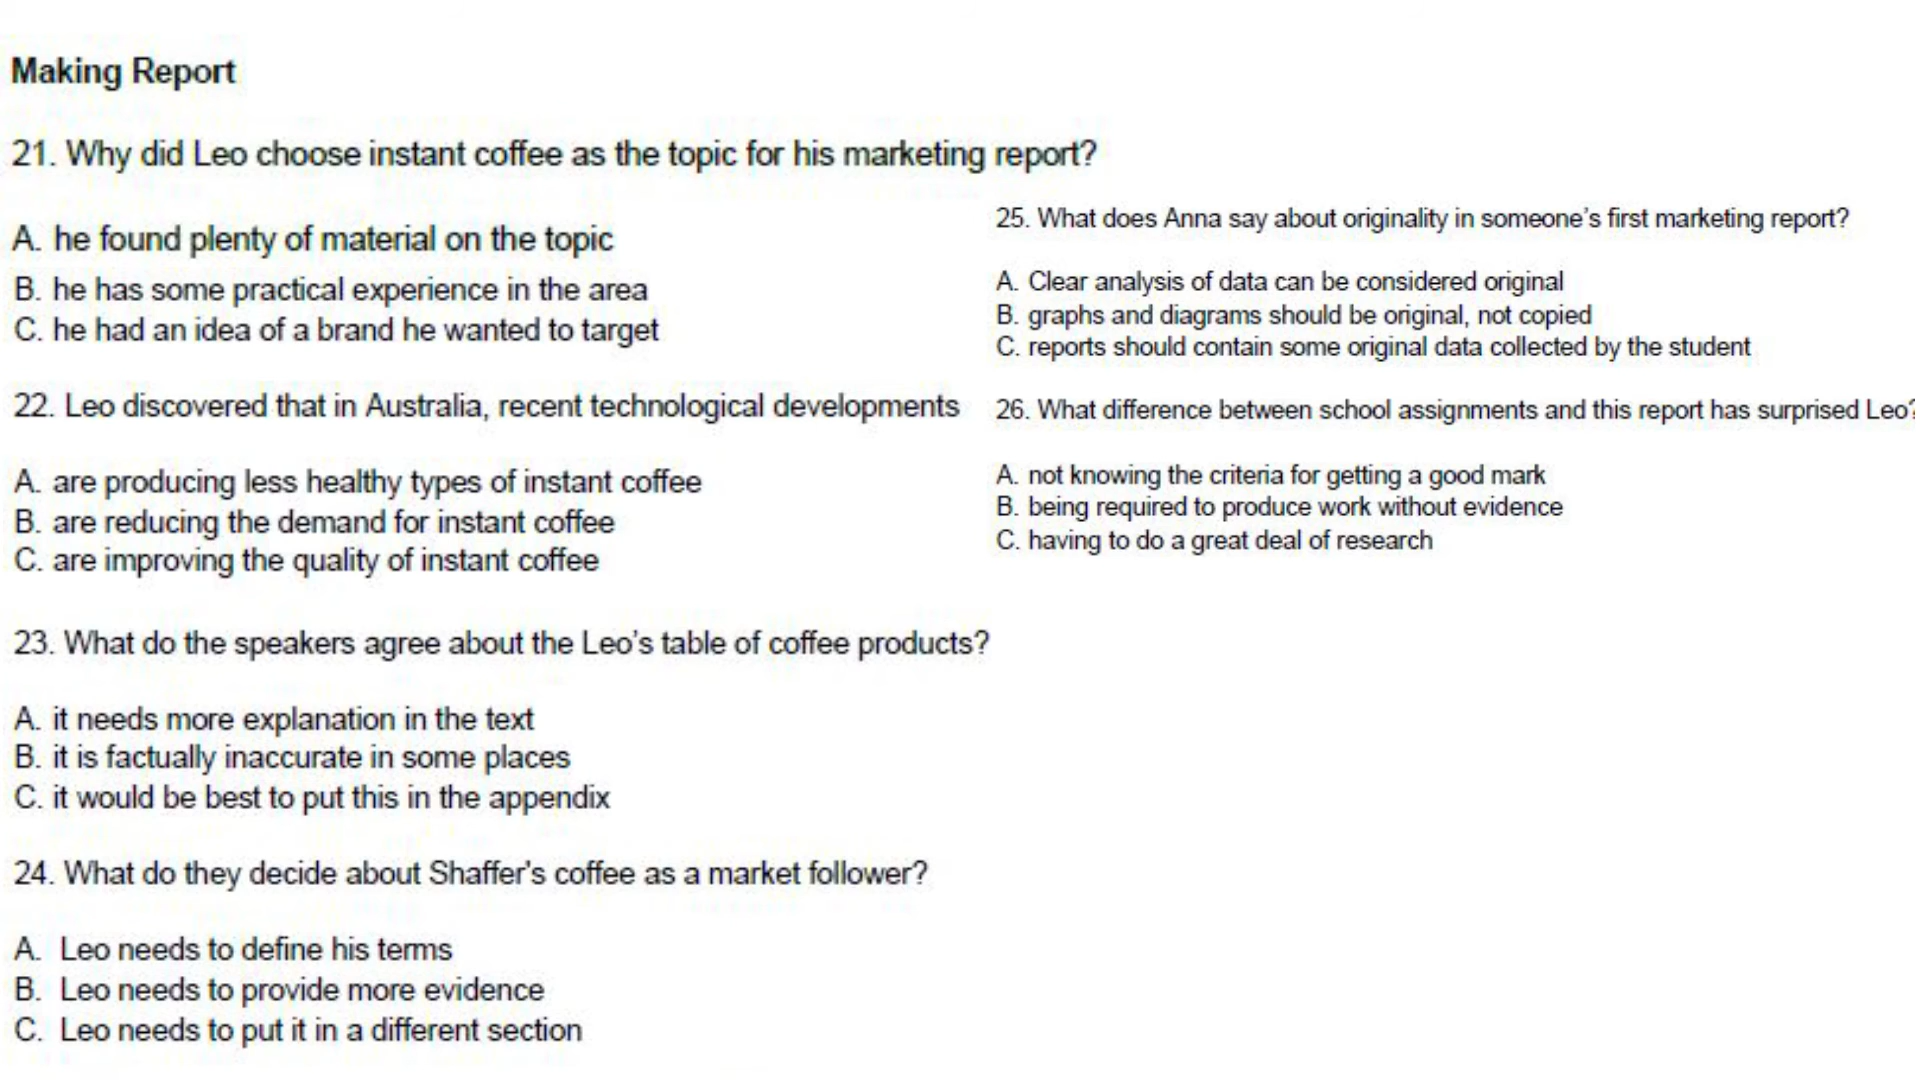 Making Report
21. Why did Leo choose instant coffee as the topic for his marketing report?
A. he found plenty of material on the topic
B. he has some practical experience in the area
C. he had an idea of a brand he wanted to target
22. Leo discovered that in Australia, recent technological developments
A. are producing less healthy types of instant coffee
B. are reducing the demand for instant coffee
C. are improving the quality of instant coffee
23. What do the speakers agree about the Leo's table of coffee products?
A. it needs more explanation in the text
B. it is factually inaccurate in some places
C. it would be best to put this in the appendix
24. What do they decide about Shaffer's coffee as a market follower?
A. Leo needs to define his terms
B. Leo needs to provide more evidence
C. Leo needs to put it in a different section
25. What does Anna say about originality in someone's first marketing report?
A. Clear analysis of data can be considered original
B. graphs and diagrams should be original, not copied
C. reports should contain some original data collected by the student
26. What difference between school assignments and this report has surprised Leo?
A. not knowing the criteria for getting a good mark
B. being required to produce work without evidence
C. having to do a great deal of research